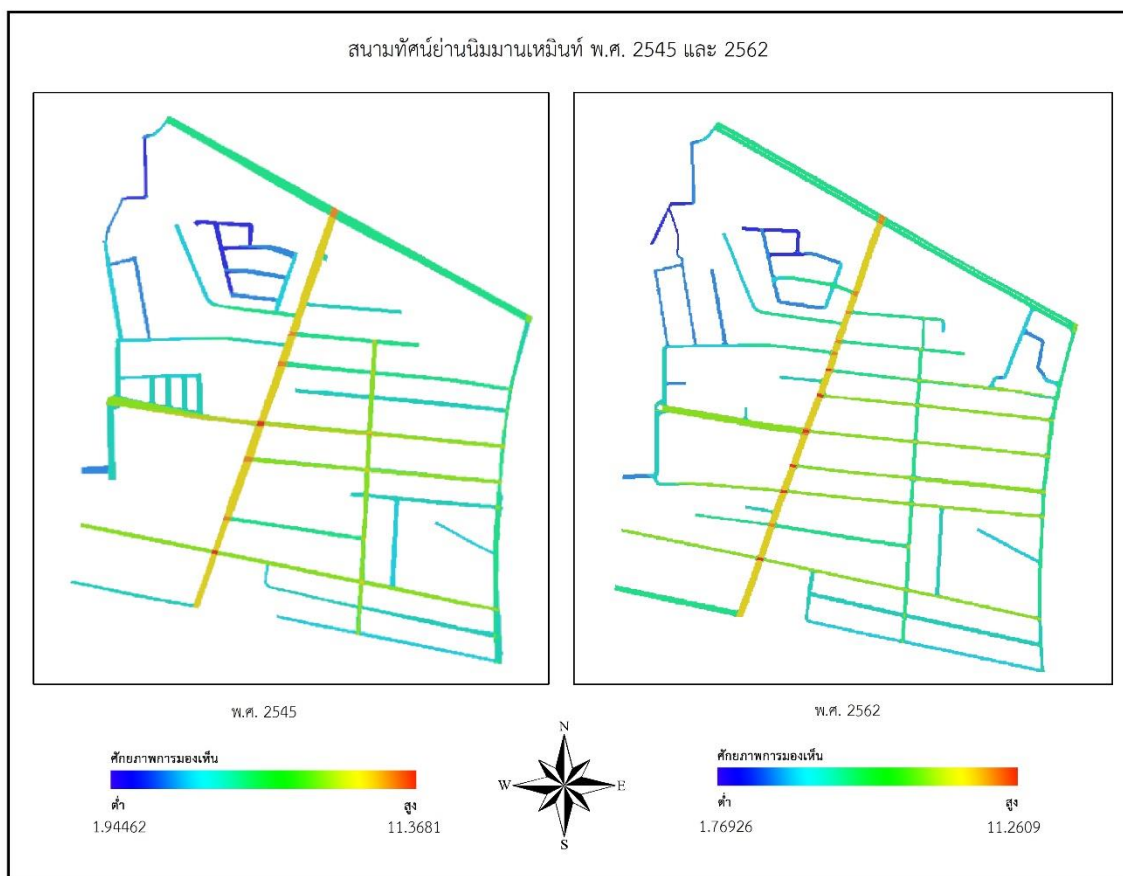 สนามทัศน์ย่านนิมมานเหมินท์ พ.ศ. 2545 และ 2562
พ.ศ. 2545
พ.ศ. 2562
ศักยภาพการมองเห็น
ต่ำ สูง
1.94462 11.3681
N
W E
S
ศักยภาพการมองเห็น
ต่ำ สูง
1.76926 11.2609